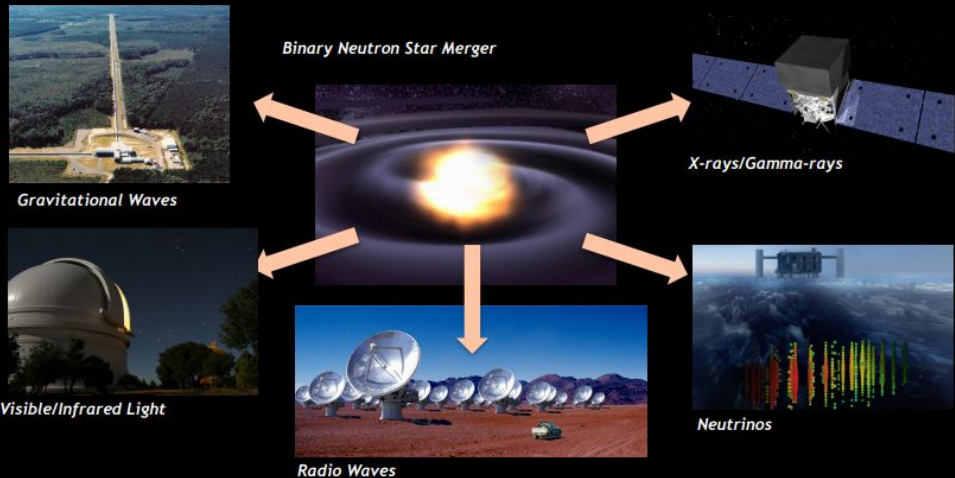 Binary Neutron Star Merger
Gravitational Waves
X-rays/Gamma-rays
Visible/Infrared Light
Neutrinos
Radio Waves